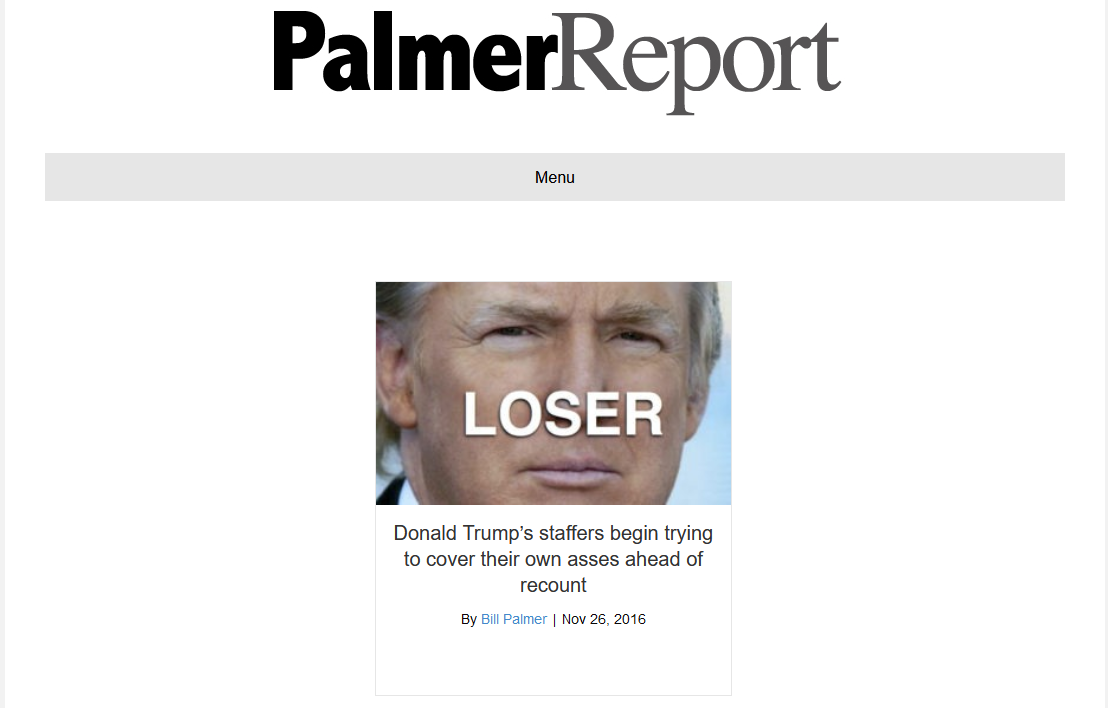 PalmerReport
Menu
LOSER
Donald Trump’s staffers begin trying
to cover their own asses ahead of
recount
By Bill Palmer | Nov 26, 2016